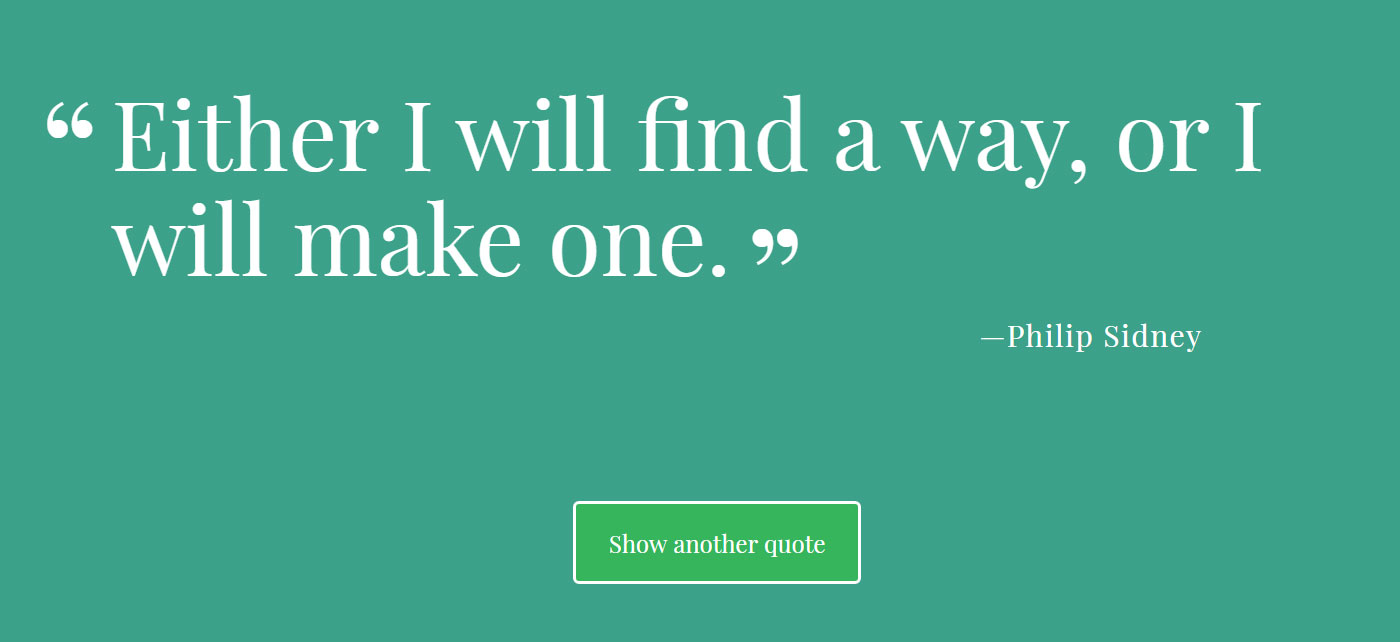 “ Either I will find a way, or I
will make one. ”
—Philip Sidney
Show another quote